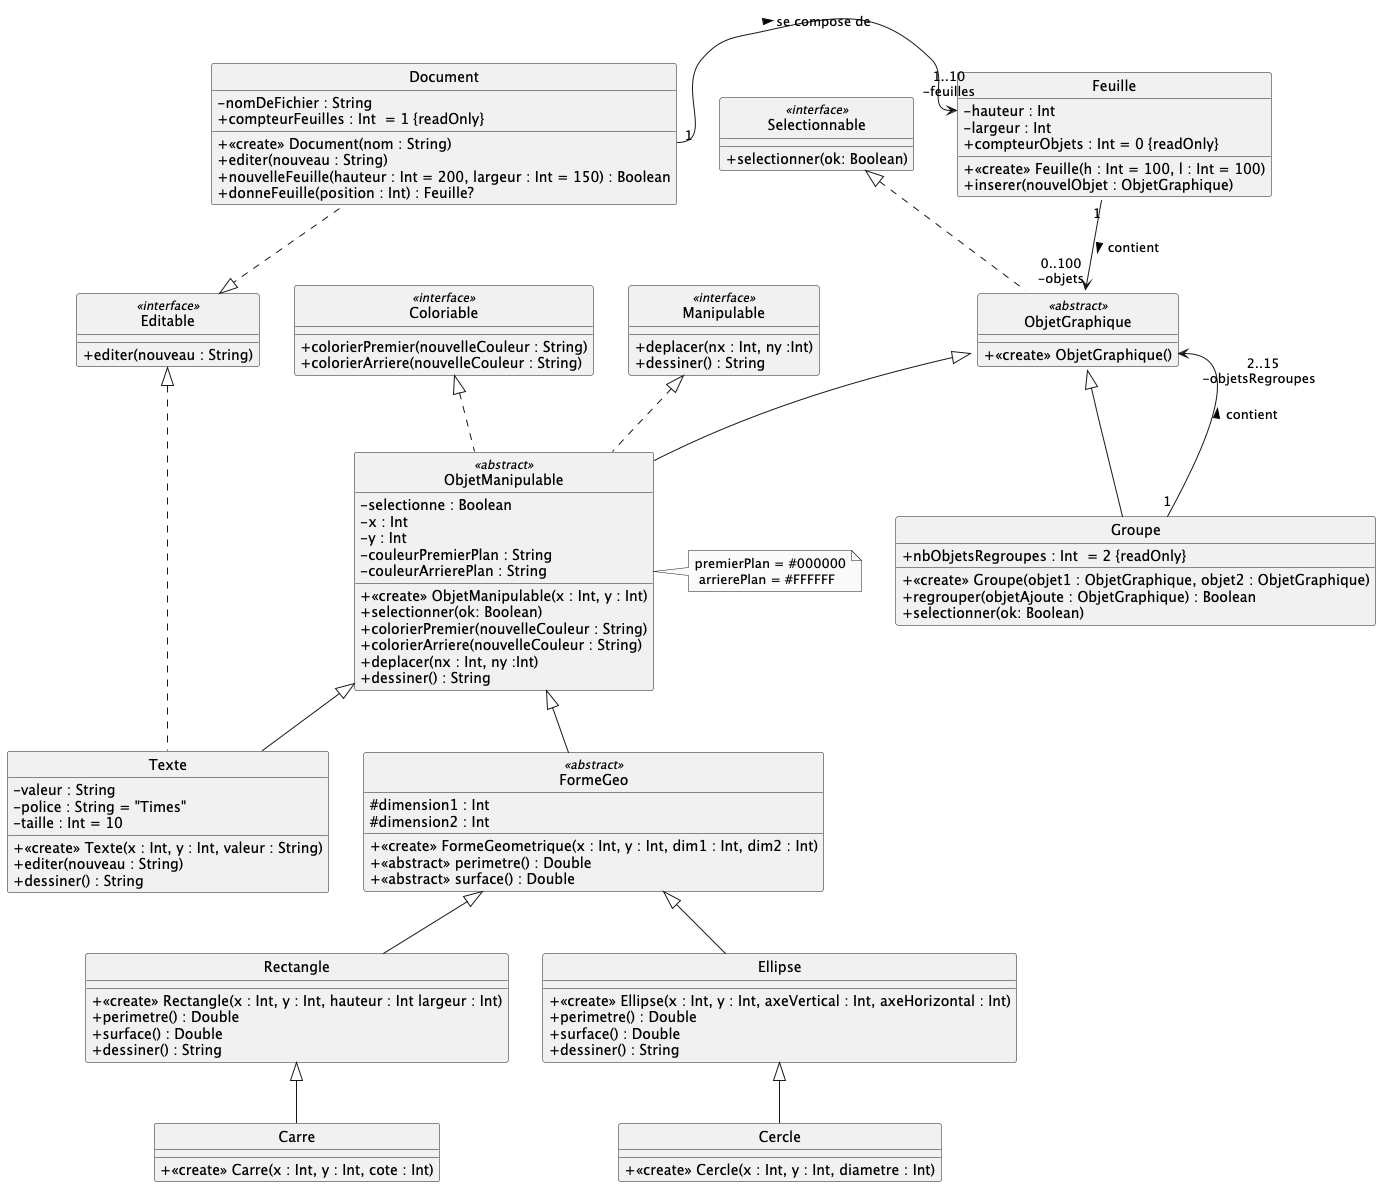 se compose de
Document
-nomDeFichier : String
+compteurFeuilles : Int  = 1 {readOnly}
+«create» Document(nom : String)
+editer(nouveau : String)
+nouvelleFeuille(hauteur : Int = 200, largeur : Int = 150) : Boolean
+donneFeuille(position : Int) : Feuille?
1
1..10
-feuilles
«interface»
Selectionnable
+selectionner(ok: Boolean)
Feuille
-hauteur : Int
-largeur : Int
+compteurObjets : Int = 0 {readOnly}
+«create» Feuille(h : Int = 100, l : Int = 100)
+inserer(nouvelObjet : ObjetGraphique)
1
contient
0..100
-objets
«interface»
Editable
+editer(nouveau : String)
«interface»
Coloriable
+colorierPremier(nouvelleCouleur : String)
+colorierArriere(nouvelleCouleur : String)
«interface»
Manipulable
+deplacer(nx : Int, ny :Int)
+dessiner() : String
«abstract»
ObjetGraphique
+«create» ObjetGraphique()
2..15
-objetsRegroupes
contient
1
«abstract»
ObjetManipulable
-selectionne : Boolean
-x : Int
-y : Int
-couleurPremierPlan : String
-couleurArrierePlan : String
+«create» ObjetManipulable(x : Int, y : Int)
+selectionner(ok: Boolean)
+colorierPremier(nouvelleCouleur : String)
+colorierArriere(nouvelleCouleur : String)
+deplacer(nx : Int, ny :Int)
+dessiner() : String
premierPlan = #000000
arrierePlan = #FFFFFF
Groupe
+nbObjetsRegroupes : Int  = 2 {readOnly}
+«create» Groupe(objet1 : ObjetGraphique, objet2 : ObjetGraphique)
+regrouper(objetAjoute : ObjetGraphique) : Boolean
+selectionner(ok: Boolean)
Texte
-valeur : String
-police : String = "Times"
-taille : Int = 10
+«create» Texte(x : Int, y : Int, valeur : String)
+editer(nouveau : String)
+dessiner() : String
«abstract»
FormeGeo
#dimension1 : Int
#dimension2 : Int
+«create» FormeGeometrique(x : Int, y : Int, dim1 : Int, dim2 : Int)
+«abstract» perimetre() : Double
+«abstract» surface() : Double
Rectangle
+«create» Rectangle(x : Int, y : Int, hauteur : Int largeur : Int)
+perimetre() : Double
+surface() : Double
+dessiner() : String
Ellipse
+«create» Ellipse(x : Int, y : Int, axeVertical : Int, axeHorizontal : Int)
+perimetre() : Double
+surface() : Double
+dessiner() : String
Carre
+«create» Carre(x : Int, y : Int, cote : Int)
Cercle
+«create» Cercle(x : Int, y : Int, diametre : Int)